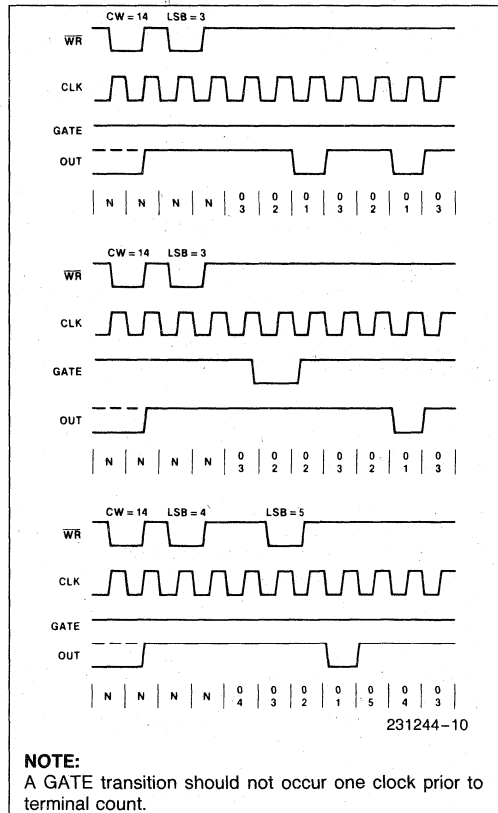 CW = 14 LSB = 3
WR
CLK
GATE
OUT
N N N N 0 0 0 0 0 0 0
3 2 1 3 2 1 3
CW = 14 LSB = 3
WR
CLK
GATE
OUT
N N N N 0 0 0 0 0 0 0
3 2 2 3 2 1 3
CW = 14 LSB = 4 LSB = 5
WR
CLK
GATE
OUT
N N N N 0 0 0 0 0 0 0
4 3 2 1 5 4 3
231244-10
NOTE:
A GATE transition should not occur one clock prior to
terminal count.